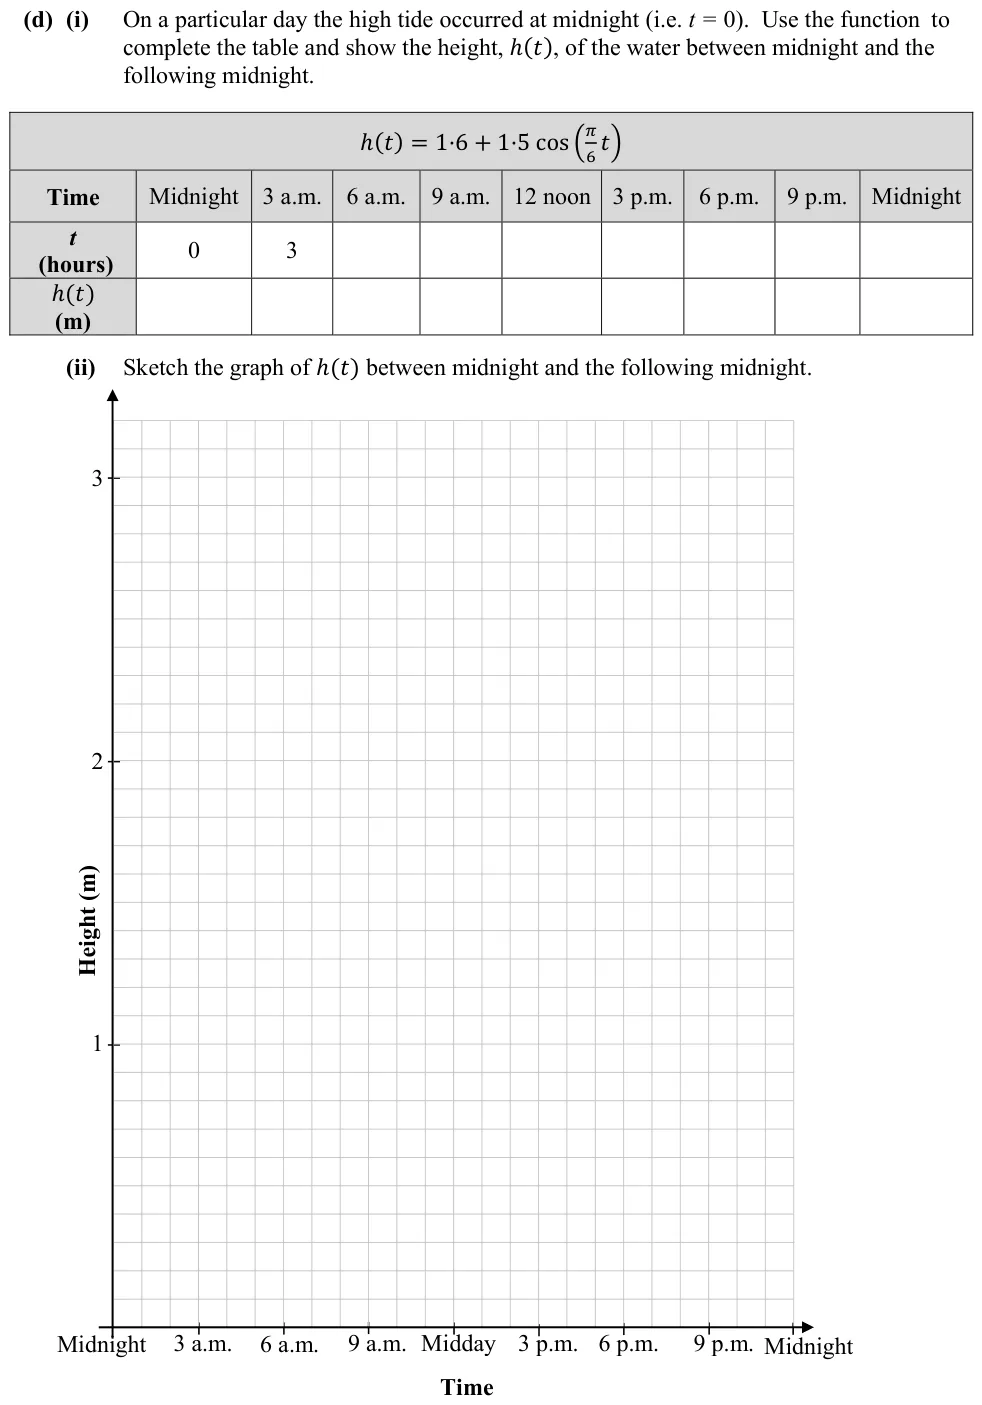 (d) (i) On a particular day the high tide occurred at midnight (i.e. t = 0). Use the function to
complete the table and show the height, h(t), of the water between midnight and the
following midnight.
h(t) = 1·6 + 1·5 cos (π/6 t)
Time Midnight 3 a.m. 6 a.m. 9 a.m. 12 noon 3 p.m. 6 p.m. 9 p.m. Midnight
t
(hours) 0 3
h(t)
(m)
(ii) Sketch the graph of h(t) between midnight and the following midnight.
3
2
Height (m)
1
Midnight 3 a.m. 6 a.m. 9 a.m. Midday 3 p.m. 6 p.m. 9 p.m. Midnight
Time